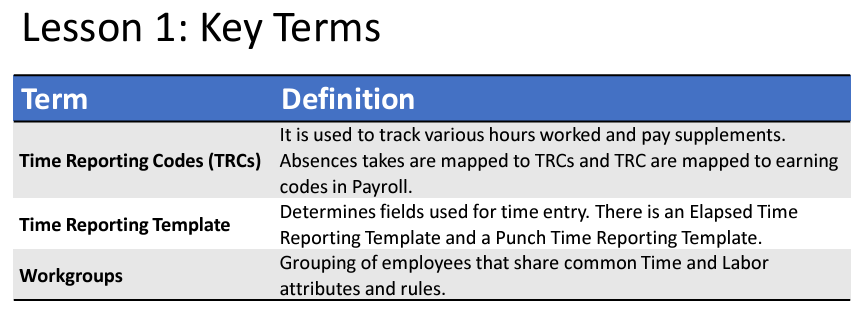 Lesson 1: Key Terms
Term Definition
Time Reporting Codes (TRCs)
It is used to track various hours worked and pay supplements.
Absences takes are mapped to TRCs and TRC are mapped to earning
codes in Payroll.
Time Reporting Template
Determines fields used for time entry. There is an Elapsed Time
Reporting Template and a Punch Time Reporting Template.
Workgroups
Grouping of employees that share common Time and Labor
attributes and rules.